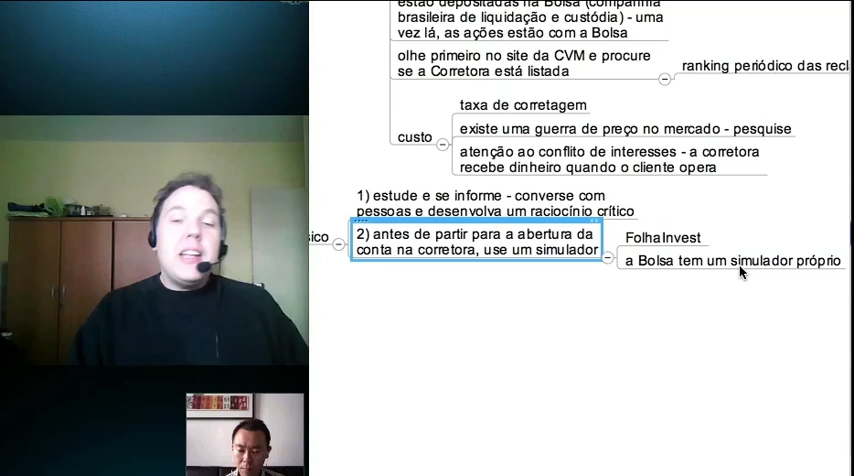 estão depositadas na Bolsa (companhia
brasileira de liquidação e custódia) - uma
vez lá, as ações estão com a Bolsa
olhe primeiro no site da CVM e procure
se a Corretora está listada
ranking periódico das recl
custo
taxa de corretagem
existe uma guerra de preço no mercado - pesquise
atenção ao conflito de interesses - a corretora
recebe dinheiro quando o cliente opera
1) estude e se informe - converse com
pessoas e desenvolva um raciocínio crítico
sico
2) antes de partir para a abertura da
conta na corretora, use um simulador
FolhaInvest
a Bolsa tem um simulador próprio